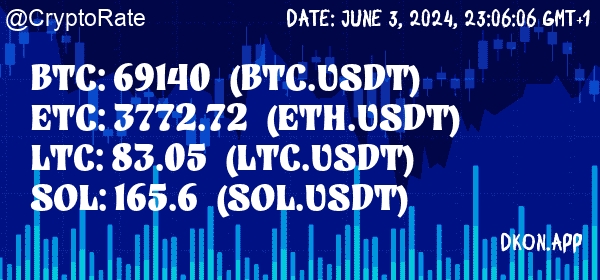 @CryptoRate
DATE: JUNE 3, 2024, 23:06:06 GMT+1
BTC: 69140 (BTC.USDT)
ETC: 3772.72 (ETH.USDT)
LTC: 83.05 (LTC.USDT)
SOL: 165.6 (SOL.USDT)
DKON.APP